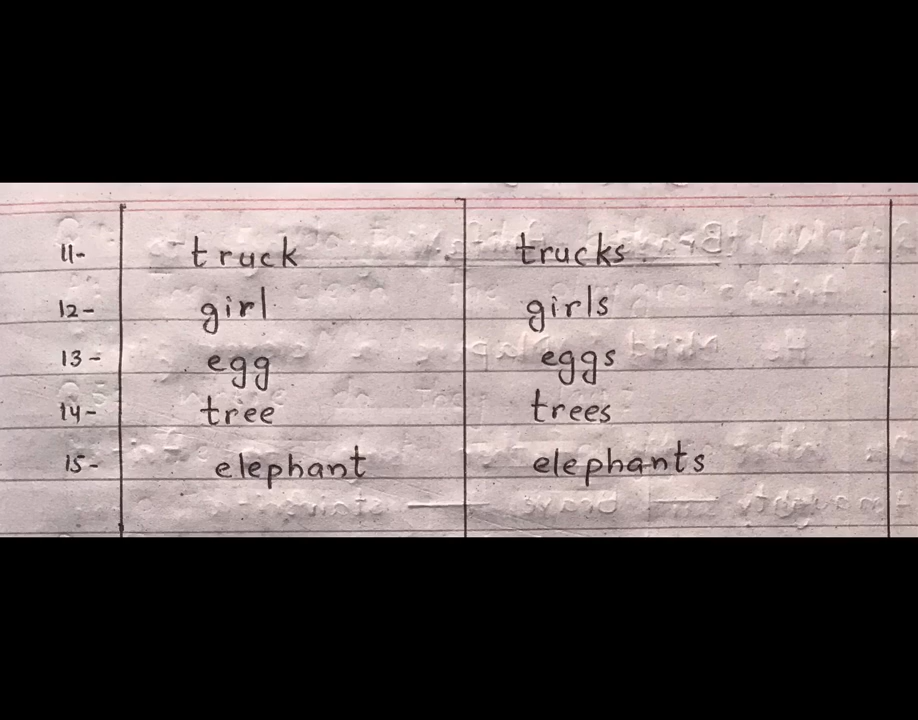 11- truck trucks
12- girl girls
13- egg eggs
14- tree trees
15- elephant elephants